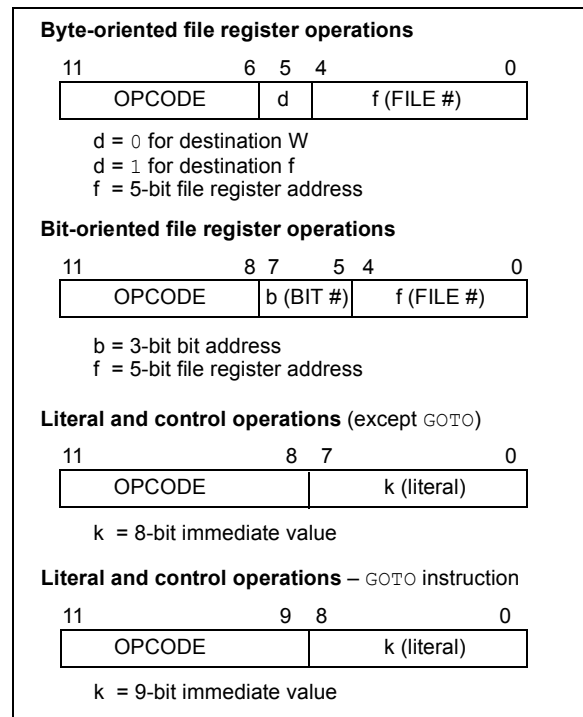 Byte-oriented file register operations
11 6 5 4 0
OPCODE d f (FILE #)
d = 0 for destination W
d = 1 for destination f
f = 5-bit file register address
Bit-oriented file register operations
11 8 7 5 4 0
OPCODE b (BIT #) f (FILE #)
b = 3-bit bit address
f = 5-bit file register address
Literal and control operations (except GOTO)
11 8 7 0
OPCODE k (literal)
k = 8-bit immediate value
Literal and control operations – GOTO instruction
11 9 8 0
OPCODE k (literal)
k = 9-bit immediate value